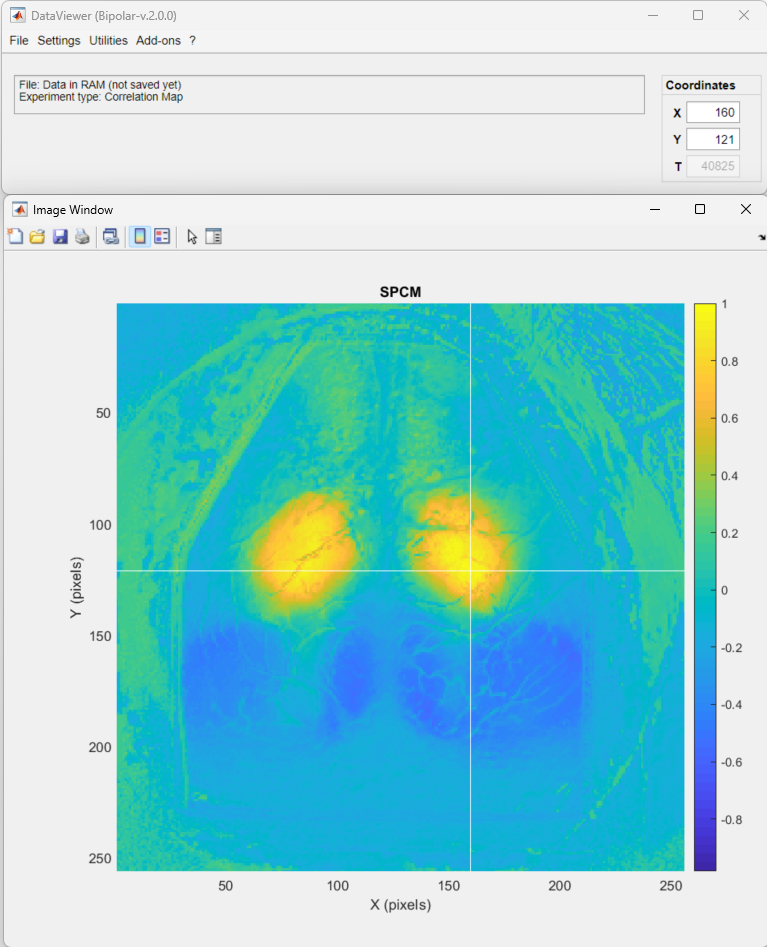 DataViewer (Bipolar-v.2.0.0)
File Settings Utilities Add-ons ?
File: Data in RAM (not saved yet)
Experiment type: Correlation Map
Coordinates
X 160
Y 121
T 40825
Image Window
SPCM
1
0.8
0.6
0.4
0.2
0
-0.2
-0.4
-0.6
-0.8
Y (pixels)
50
100
150
200
250
50 100 150 200 250
X (pixels)